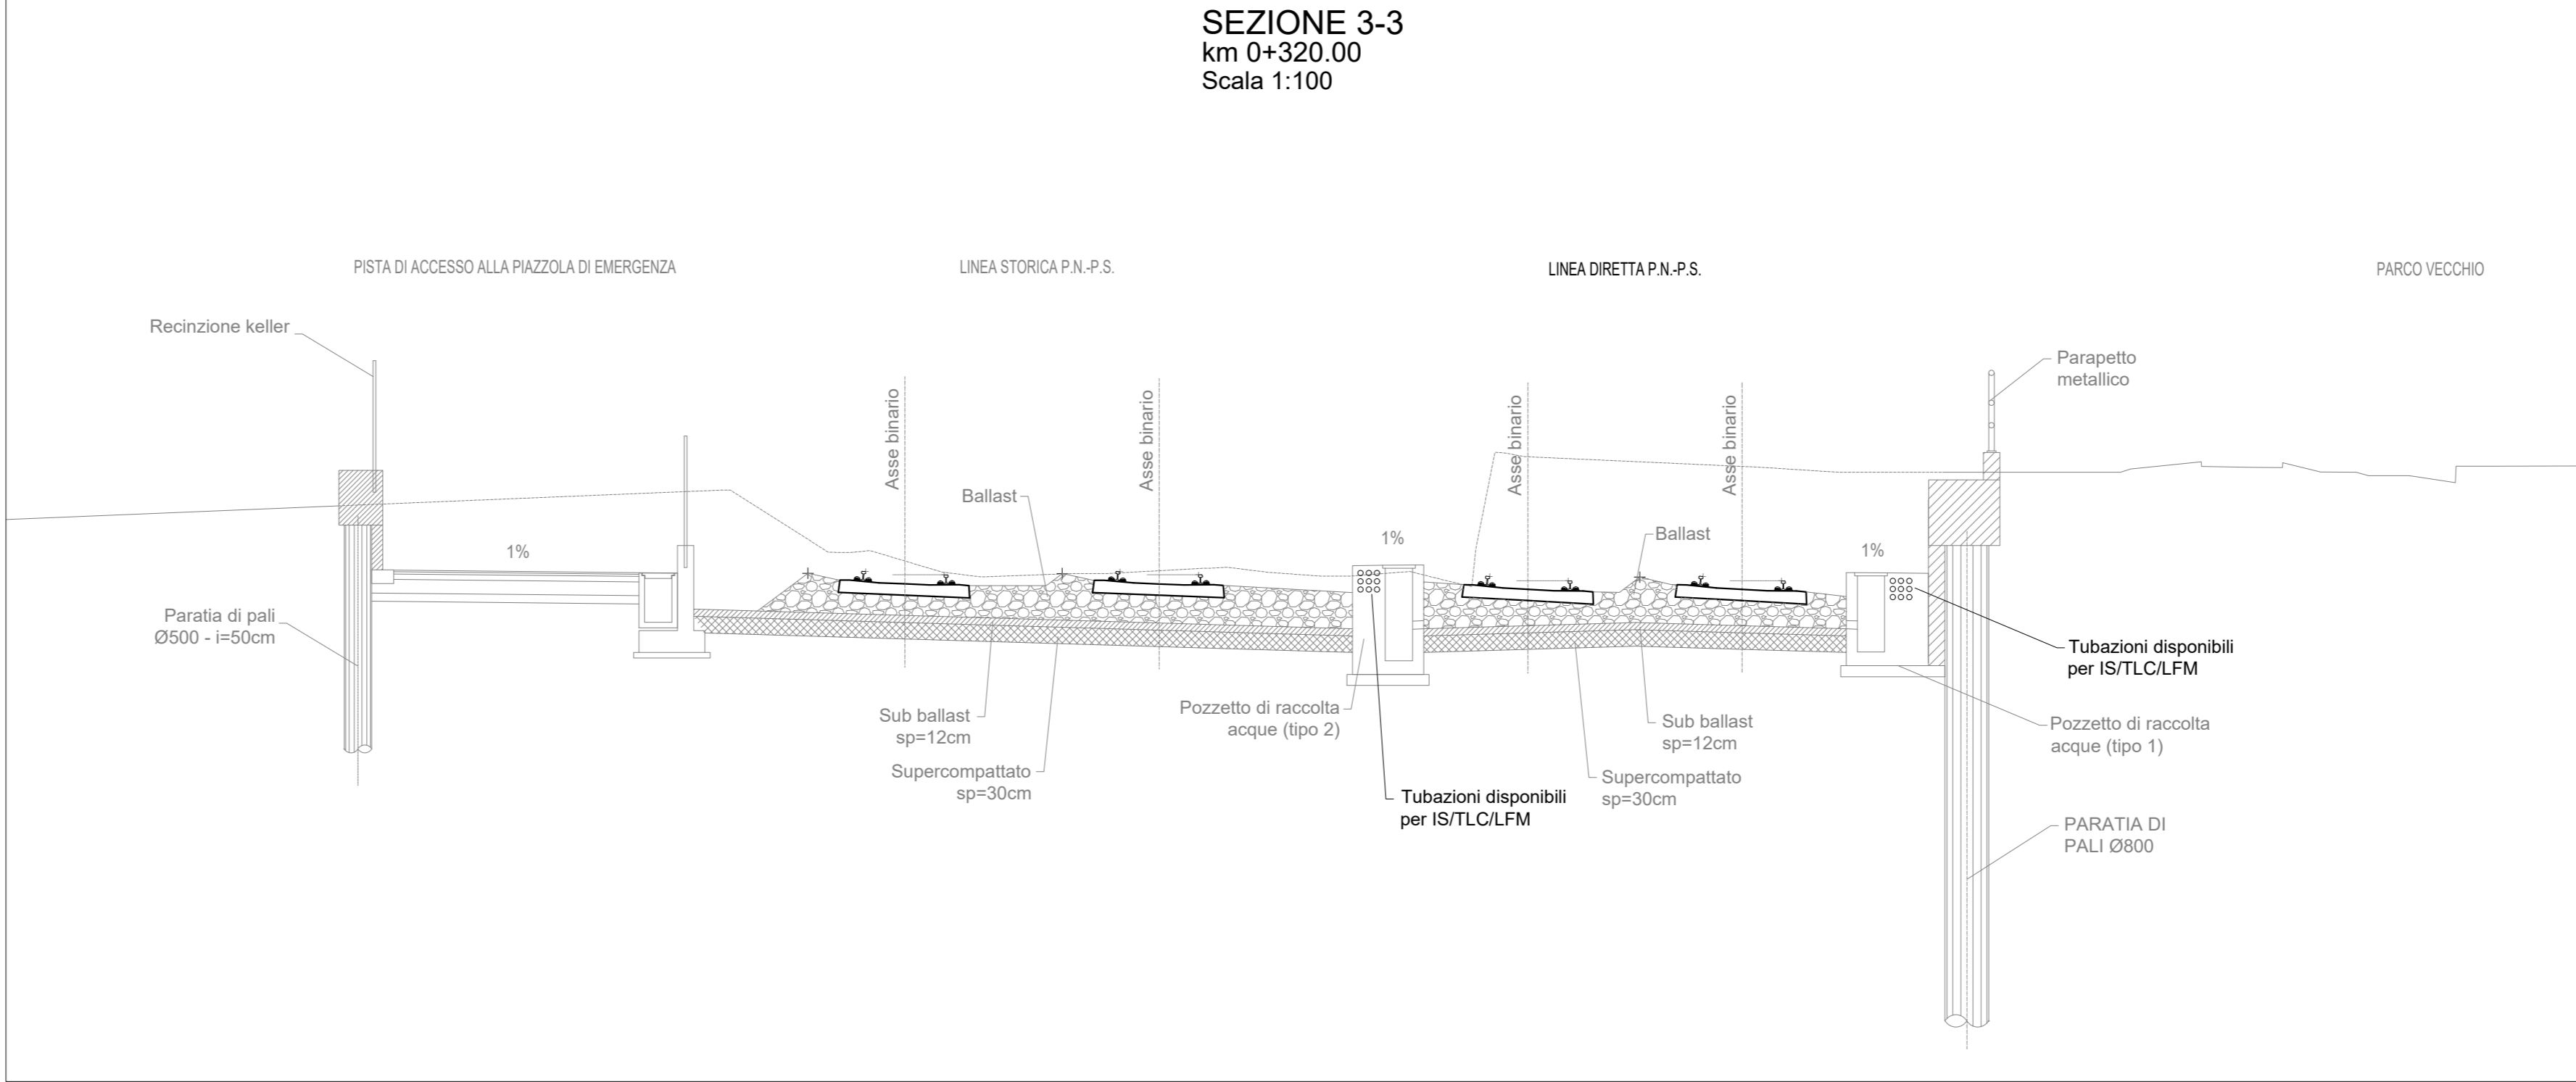 SEZIONE 3-3
km 0+320.00
Scala 1:100
PISTA DI ACCESSO ALLA PIAZZOLA DI EMERGENZA
LINEA STORICA P.N.-P.S.
LINEA DIRETTA P.N.-P.S.
PARCO VECCHIO
Recinzione keller
Parapetto
metallico
Asse binario
Asse binario
Asse binario
Asse binario
Ballast
Ballast
1%
1%
1%
Paratia di pali
Ø500 - i=50cm
Tubazioni disponibili
per IS/TLC/LFM
Sub ballast
sp=12cm
Pozzetto di raccolta
acque (tipo 2)
Sub ballast
sp=12cm
Pozzetto di raccolta
acque (tipo 1)
Supercompattato
sp=30cm
Tubazioni disponibili
per IS/TLC/LFM
Supercompattato
sp=30cm
PARATIA DI
PALI Ø800